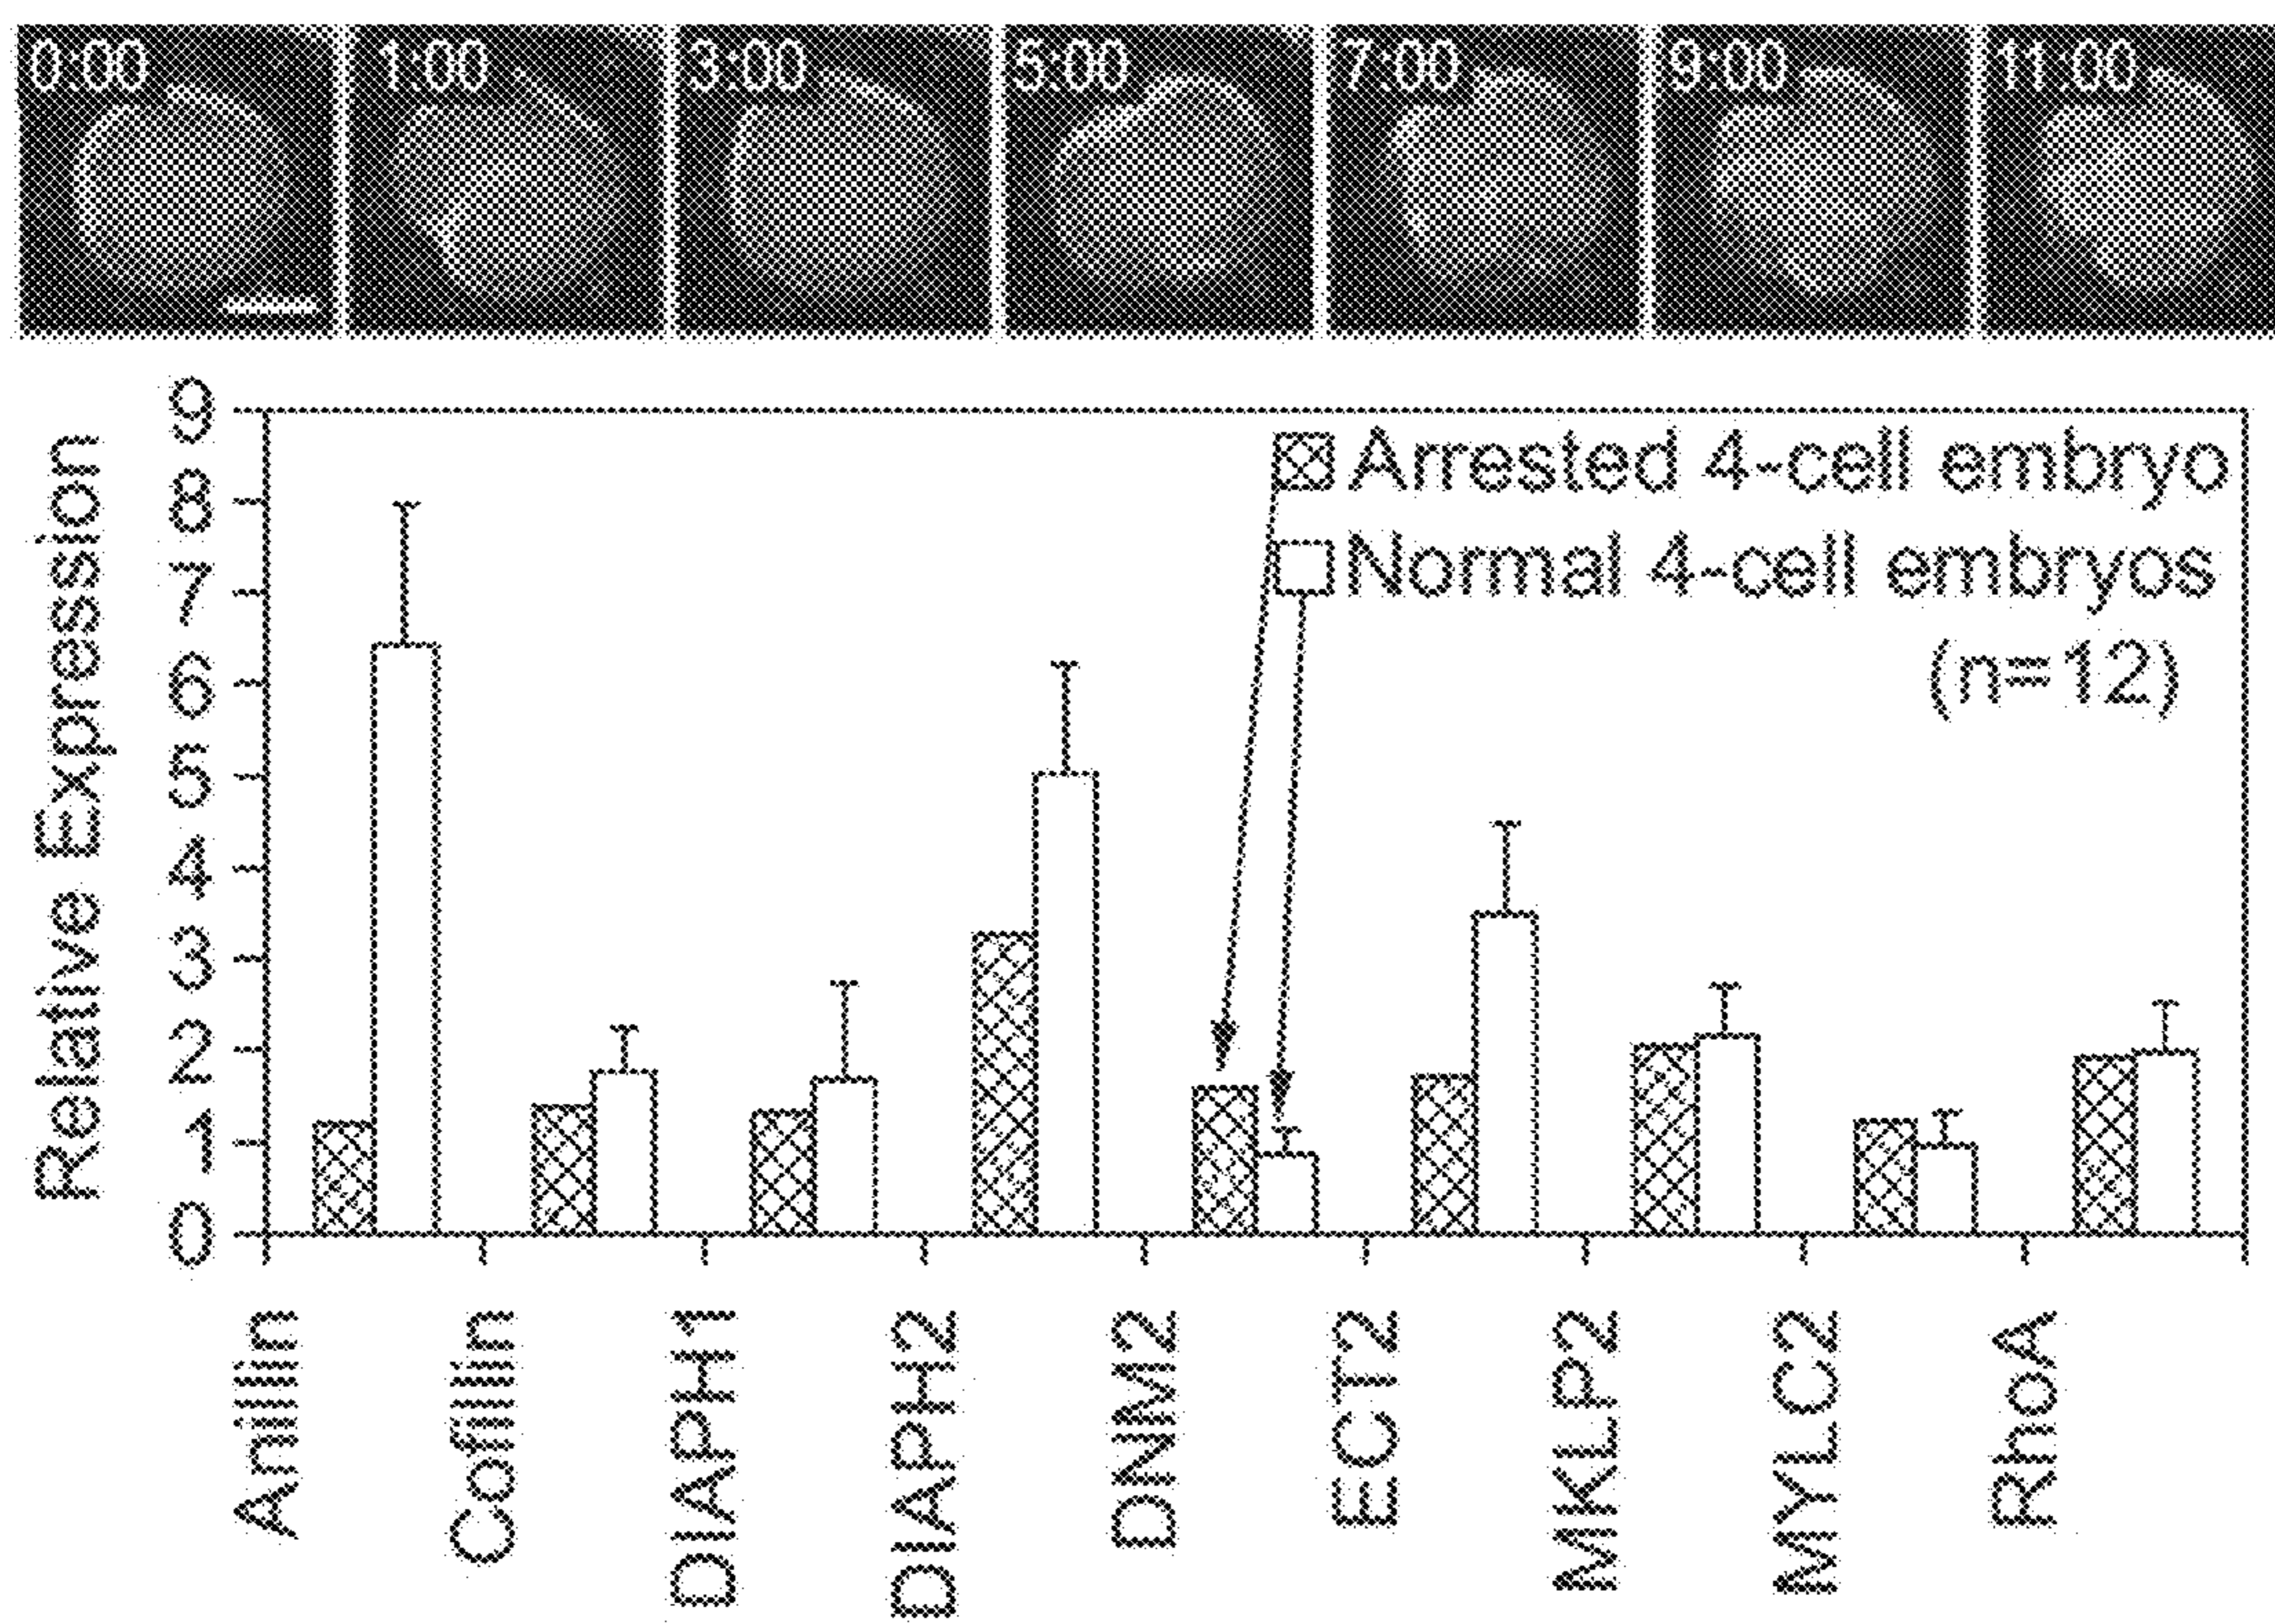 0:00 1:00 3:00 5:00 7:00 9:00 11:00
Relative Expression
9
8
7
6
5
4
3
2
1
0
Arrested 4-cell embryo
Normal 4-cell embryos
(n=12)
Anillin
Cofillin
DIAPH1
DIAPH2
DNM2
ECT2
MKLP2
MYLC2
RhoA